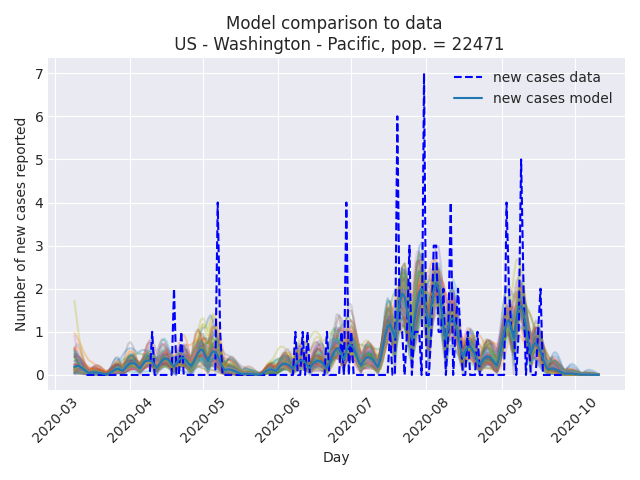 Model comparison to data
US - Washington - Pacific, pop. = 22471
new cases data
new cases model
Number of new cases reported
7
6
5
4
3
2
1
0
2020-03
2020-04
2020-05
2020-06
2020-07
2020-08
2020-09
2020-10
Day